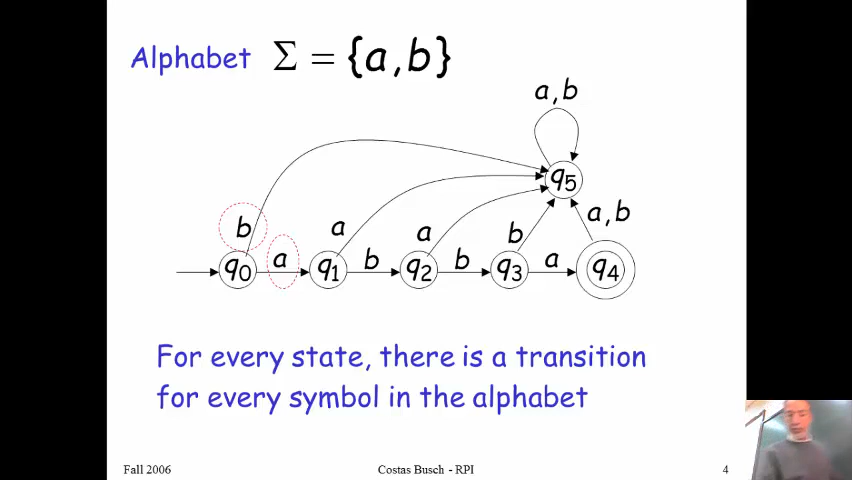 Alphabet Σ = {a,b}
a,b
q5
b
a
a
b
a,b
q0
a
q1
b
q2
b
q3
a
q4
For every state, there is a transition
for every symbol in the alphabet
Fall 2006
Costas Busch - RPI
4